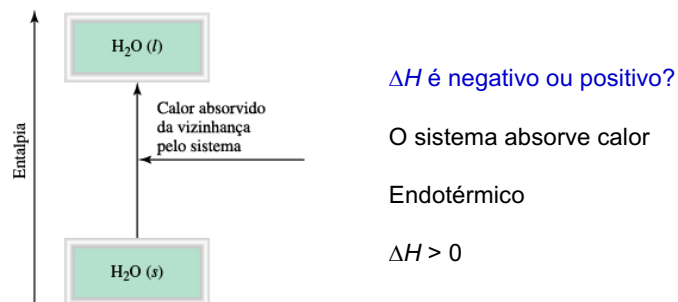 H₂O (l)
Calor absorvido
da vizinhança
pelo sistema
Entalpia
H₂O (s)
ΔH é negativo ou positivo?
O sistema absorve calor
Endotérmico
ΔH > 0